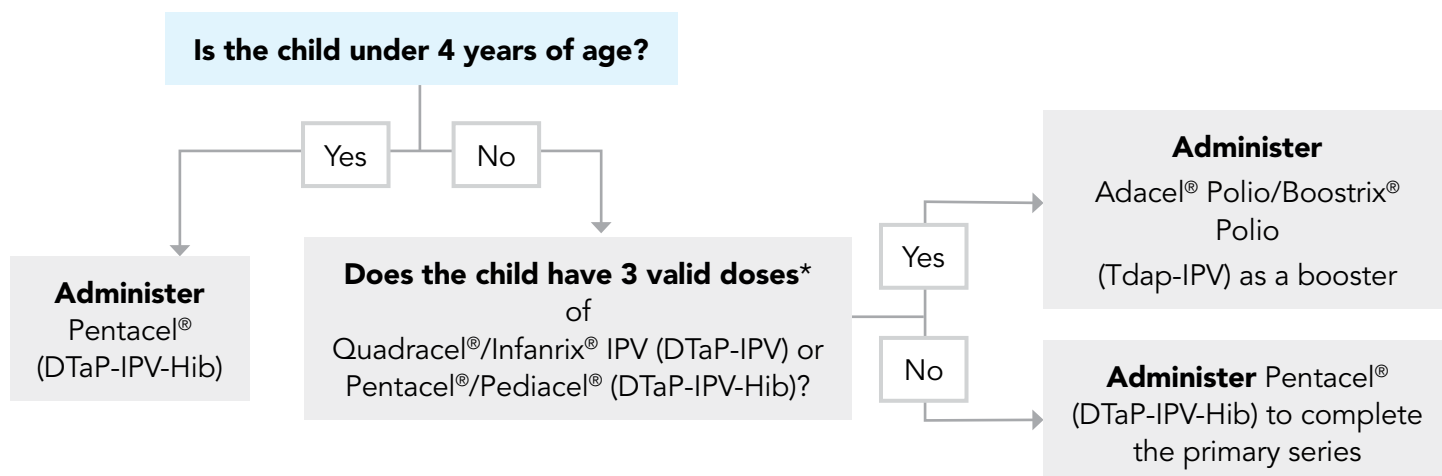 Is the child under 4 years of age?
Yes
No
Administer
Pentacel®
(DTaP-IPV-Hib)
Does the child have 3 valid doses*
of
Quadracel®/Infanrix® IPV (DTaP-IPV) or
Pentacel®/Pediacel® (DTaP-IPV-Hib)?
Yes
No
Administer
Adacel® Polio/Boostrix®
Polio
(Tdap-IPV) as a booster
Administer Pentacel®
(DTaP-IPV-Hib) to complete
the primary series